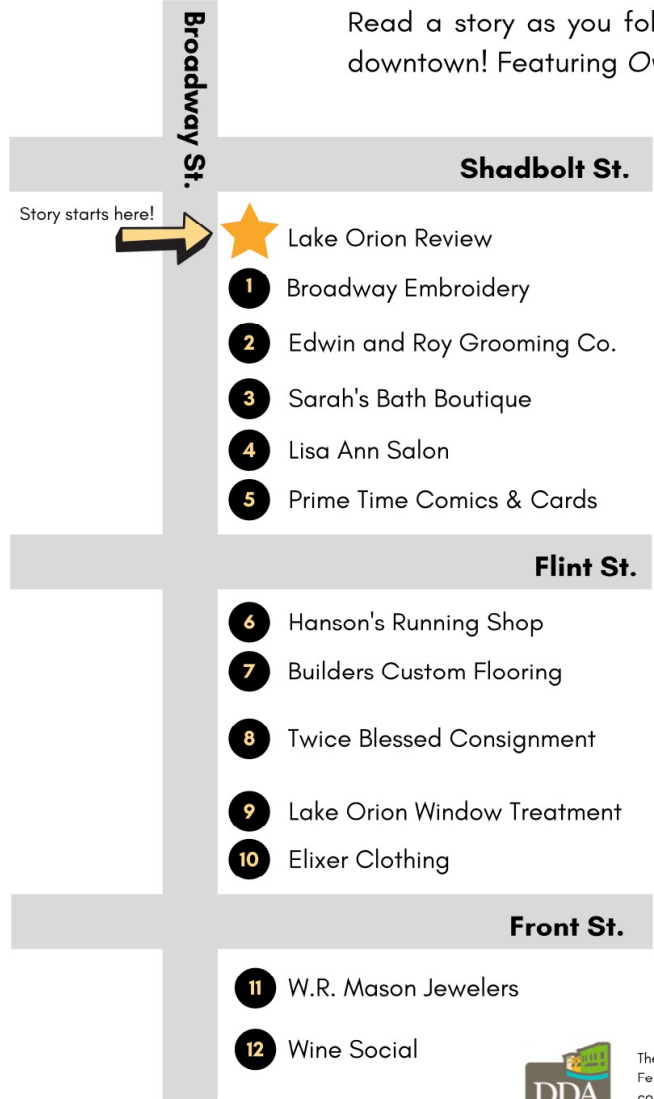 Read a story as you
downtown! Featuring
Broadway St.
Shadbolt St.
Story starts here!
Lake Orion Review
1 Broadway Embroidery
2 Edwin and Roy Grooming Co.
3 Sarah's Bath Boutique
4 Lisa Ann Salon
5 Prime Time Comics & Cards
Flint St.
6 Hanson's Running Shop
7 Builders Custom Flooring
8 Twice Blessed Consignment
9 Lake Orion Window Treatment
10 Elixer Clothing
Front St.
11 W.R. Mason Jewelers
12 Wine Social
DDA